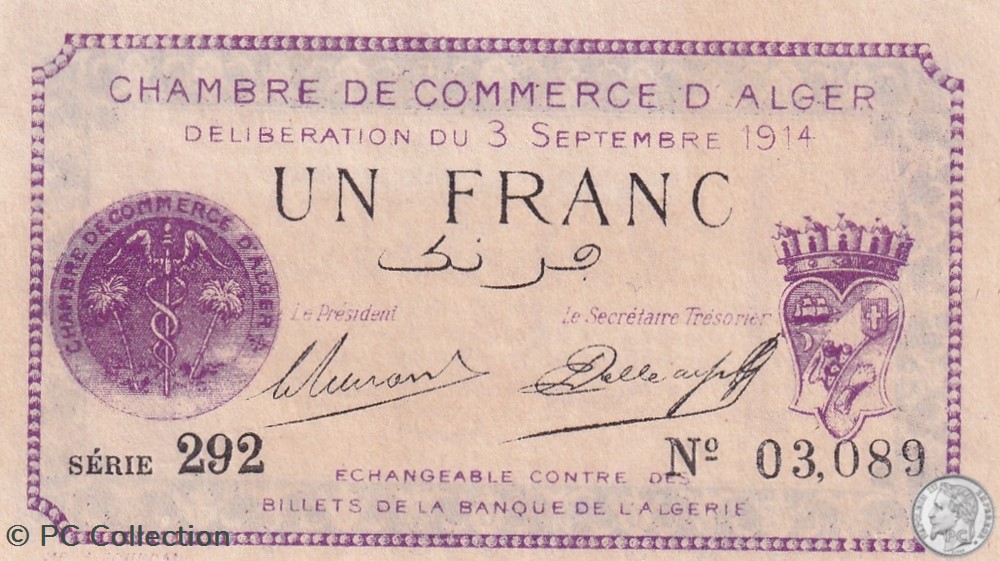 CHAMBRE DE COMMERCE D'ALGER
DELIBERATION DU 3 SEPTEMBRE 1914
UN FRANC
فرنك
CHAMBRE DE COMMERCE D'ALGER
Le Président
Le Secrétaire Trésorier
SÉRIE 292
Nº 03,089
ECHANGEABLE CONTRE DES
BILLETS DE LA BANQUE DE L'ALGERIE
© PC Collection
PC